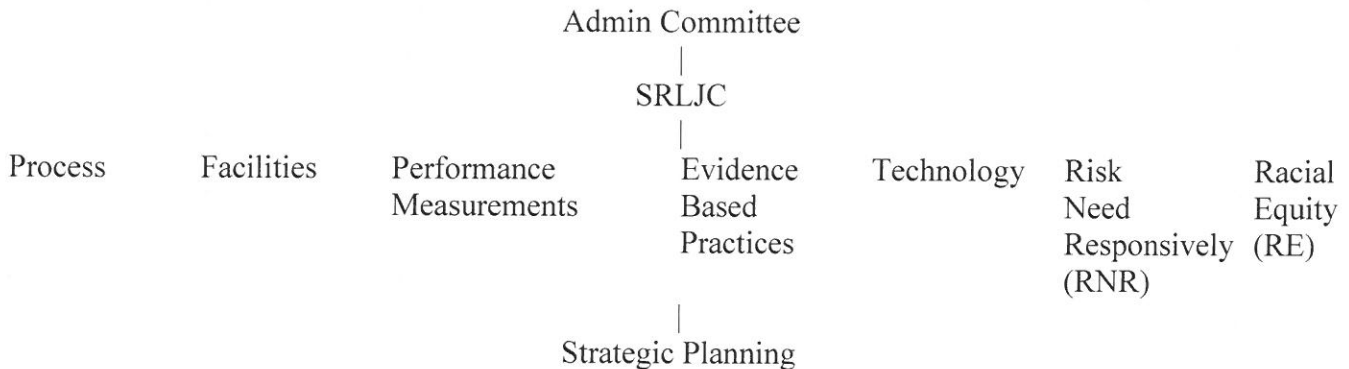 Admin Committee
SRLJC
Process Facilities Performance Evidence Technology Risk Racial
Measurements Based Need Equity
Practices Responsively (RE)
(RNR)
Strategic Planning